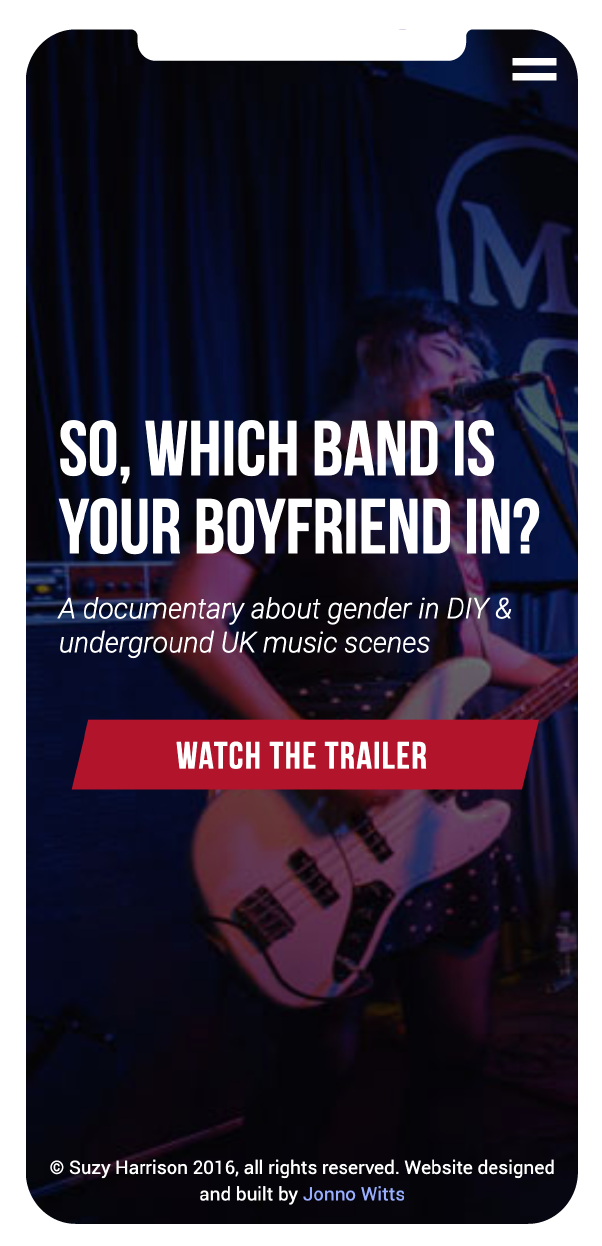 SO, WHICH BAND IS
YOUR BOYFRIEND IN?
A documentary about gender in DIY &
underground UK music scenes
WATCH THE TRAILER
© Suzy Harrison 2016, all rights reserved. Website designed
and built by Jonno Witts